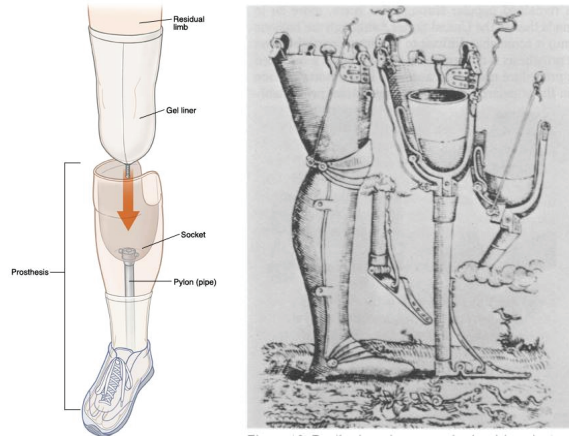 Residual
limb
Gel liner
Socket
Prosthesis
Pylon (pipe)